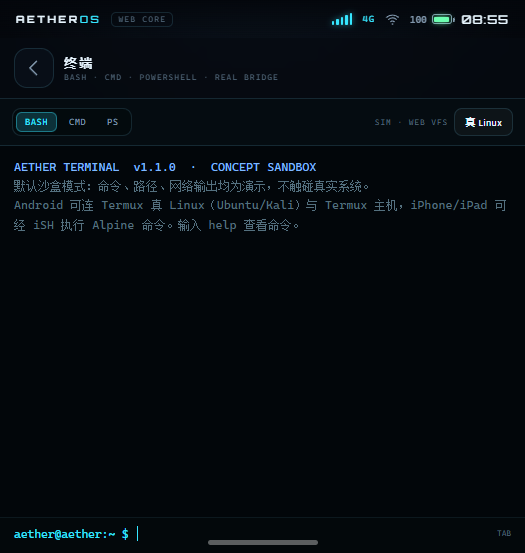 AETHEROS WEB CORE 4G 100 08:55
终端
BASH · CMD · POWERSHELL · REAL BRIDGE
BASH CMD PS SIM · WEB VFS 真 Linux
AETHER TERMINAL v1.1.0 · CONCEPT SANDBOX
默认沙盒模式: 命令、路径、网络输出均为演示，不触碰真实系统。
Android 可连 Termux 真 Linux（Ubuntu/Kali）与 Termux 主机，iPhone/iPad 可
经 iSH 执行 Alpine 命令。输入 help 查看命令。
aether@aether:~ $ TAB